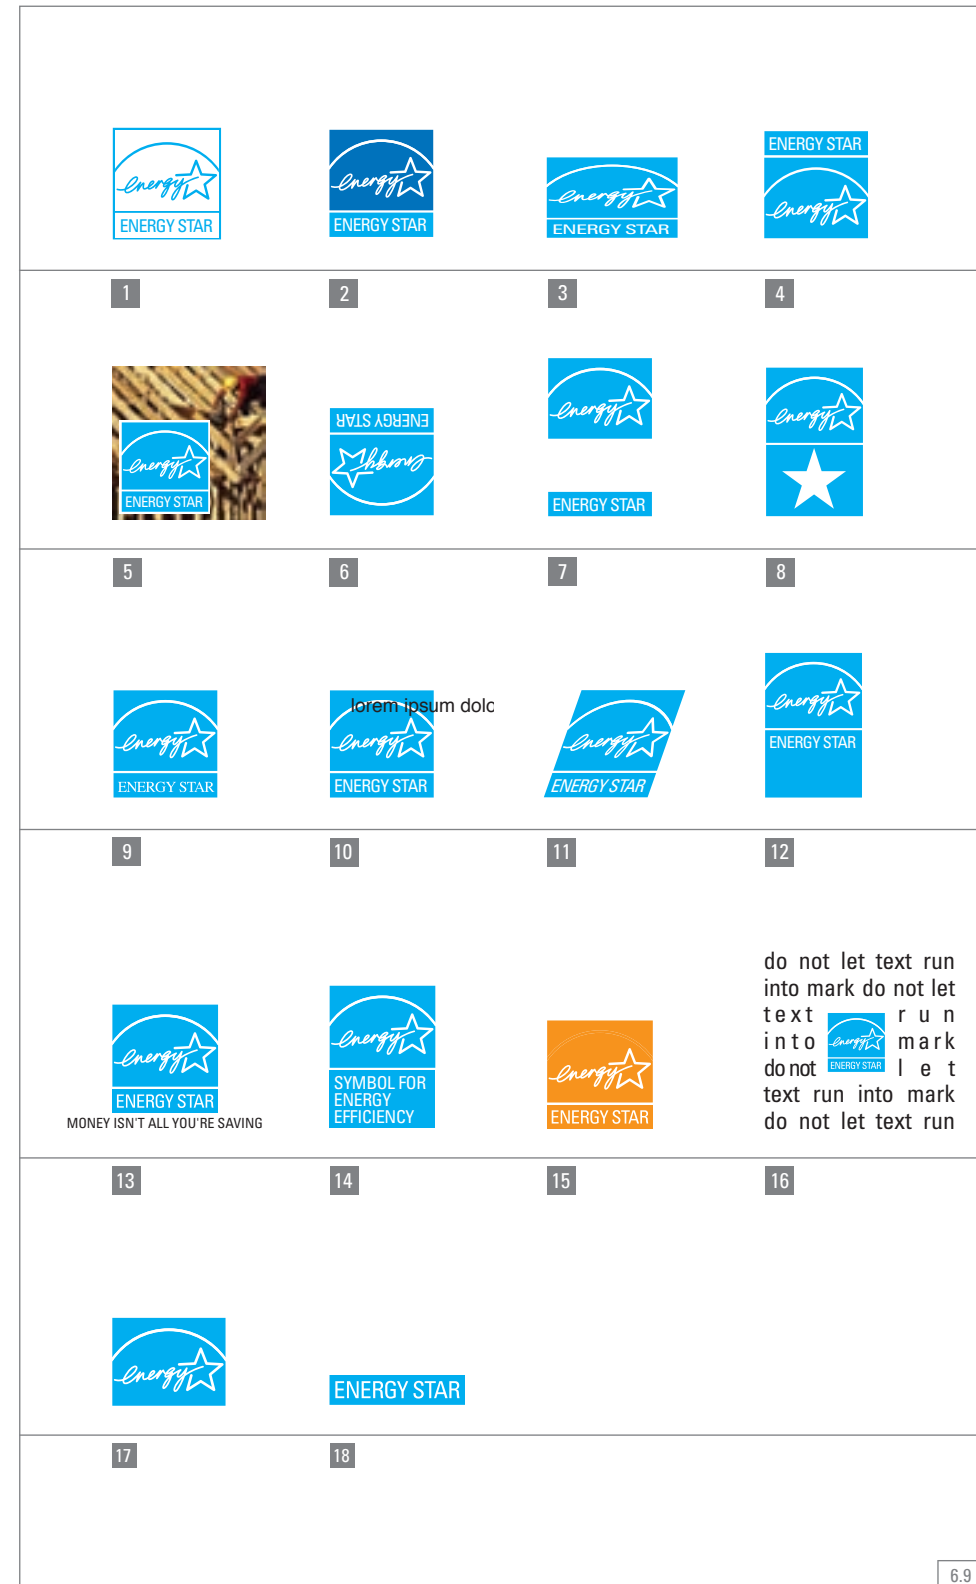 energy
ENERGY STAR
energy
ENERGY STAR
energy
ENERGY STAR
ENERGY STAR
energy
1
2
3
4
energy
ENERGY STAR
ENERGY STAR
energy
energy
ENERGY STAR
energy
5
6
7
8
energy
ENERGY STAR
lorem ipsum dolo
energy
ENERGY STAR
energy
ENERGY STAR
energy
ENERGY STAR
9
10
11
12
energy
ENERGY STAR
MONEY ISN'T ALL YOU'RE SAVING
energy
SYMBOL FOR
ENERGY
EFFICIENCY
energy
ENERGY STAR
do not let text run
into mark do not let
text run
into energy mark
do not ENERGY STAR let
text run into mark
do not let text run
13
14
15
16
energy
ENERGY STAR
17
18
6.9